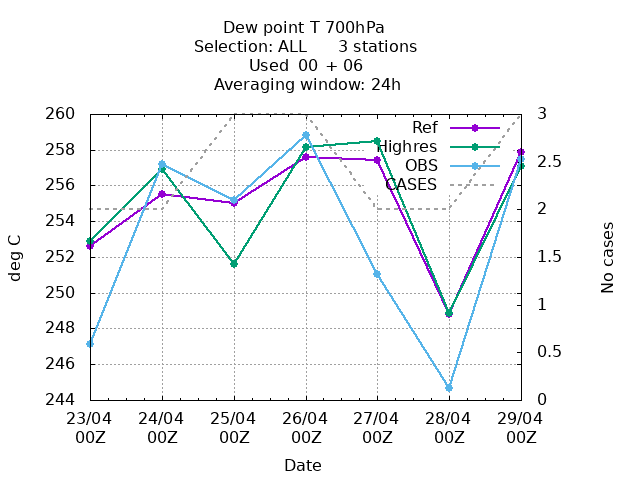 Dew point T 700hPa
Selection: ALL 3 stations
Used 00 + 06
Averaging window: 24h
260
258
256
254
252
250
248
246
244
deg C
3
2.5
2
1.5
1
0.5
0
No cases
Ref
Highres
OBS
CASES
23/04 24/04 25/04 26/04 27/04 28/04 29/04
00Z 00Z 00Z 00Z 00Z 00Z 00Z
Date